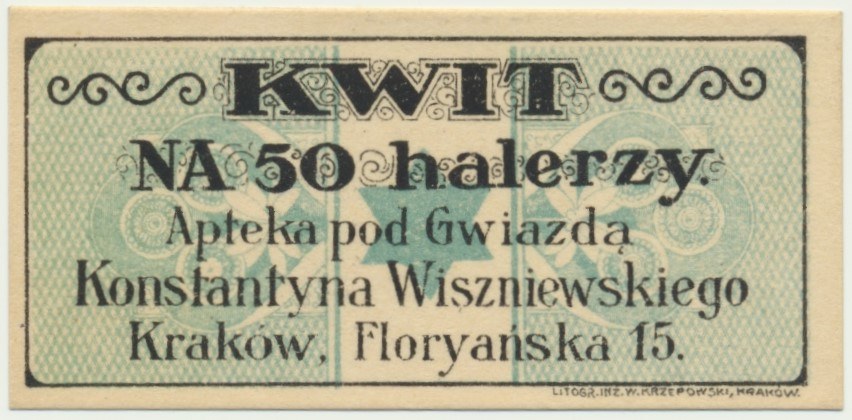 KWIT
NA 50 halerzy.
Apteka pod Gwiazdą
Konstantyna Wiszniewskiego
Kraków, Floryańska 15.
LITOGR. INŻ. W. KRZEPOWSKI, KRAKÓW.